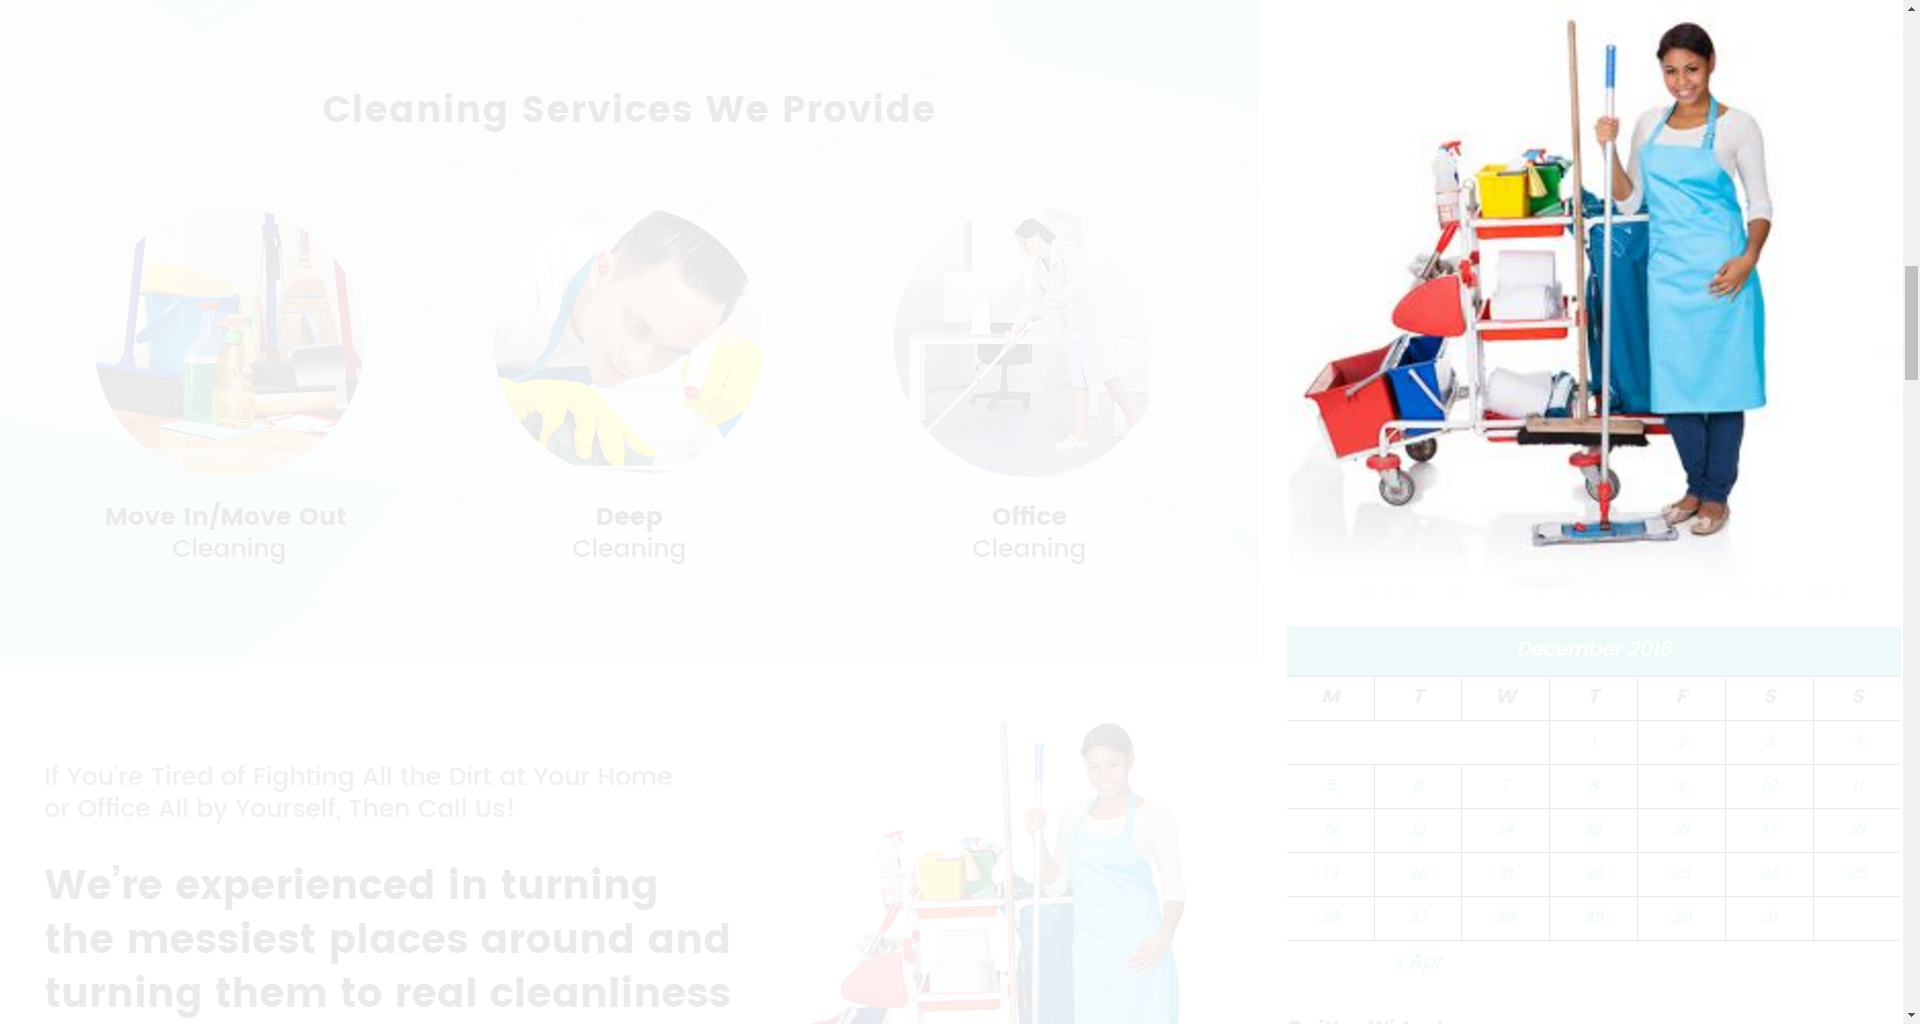 Cleaning Services We Provide
Move In/Move Out
Cleaning
Deep
Cleaning
Office
Cleaning
If You're Tired of Fighting All the Dirt at Your Home
or Office All by Yourself, Then Call Us!
We're experienced in turning
the messiest places around and
turning them to real cleanliness
December 2016
M T W T F S S
1 2 3 4
5 6 7 8 9 10 11
12 13 14 15 16 17 18
19 20 21 22 23 24 25
26 27 28 29 30 31
« Apr